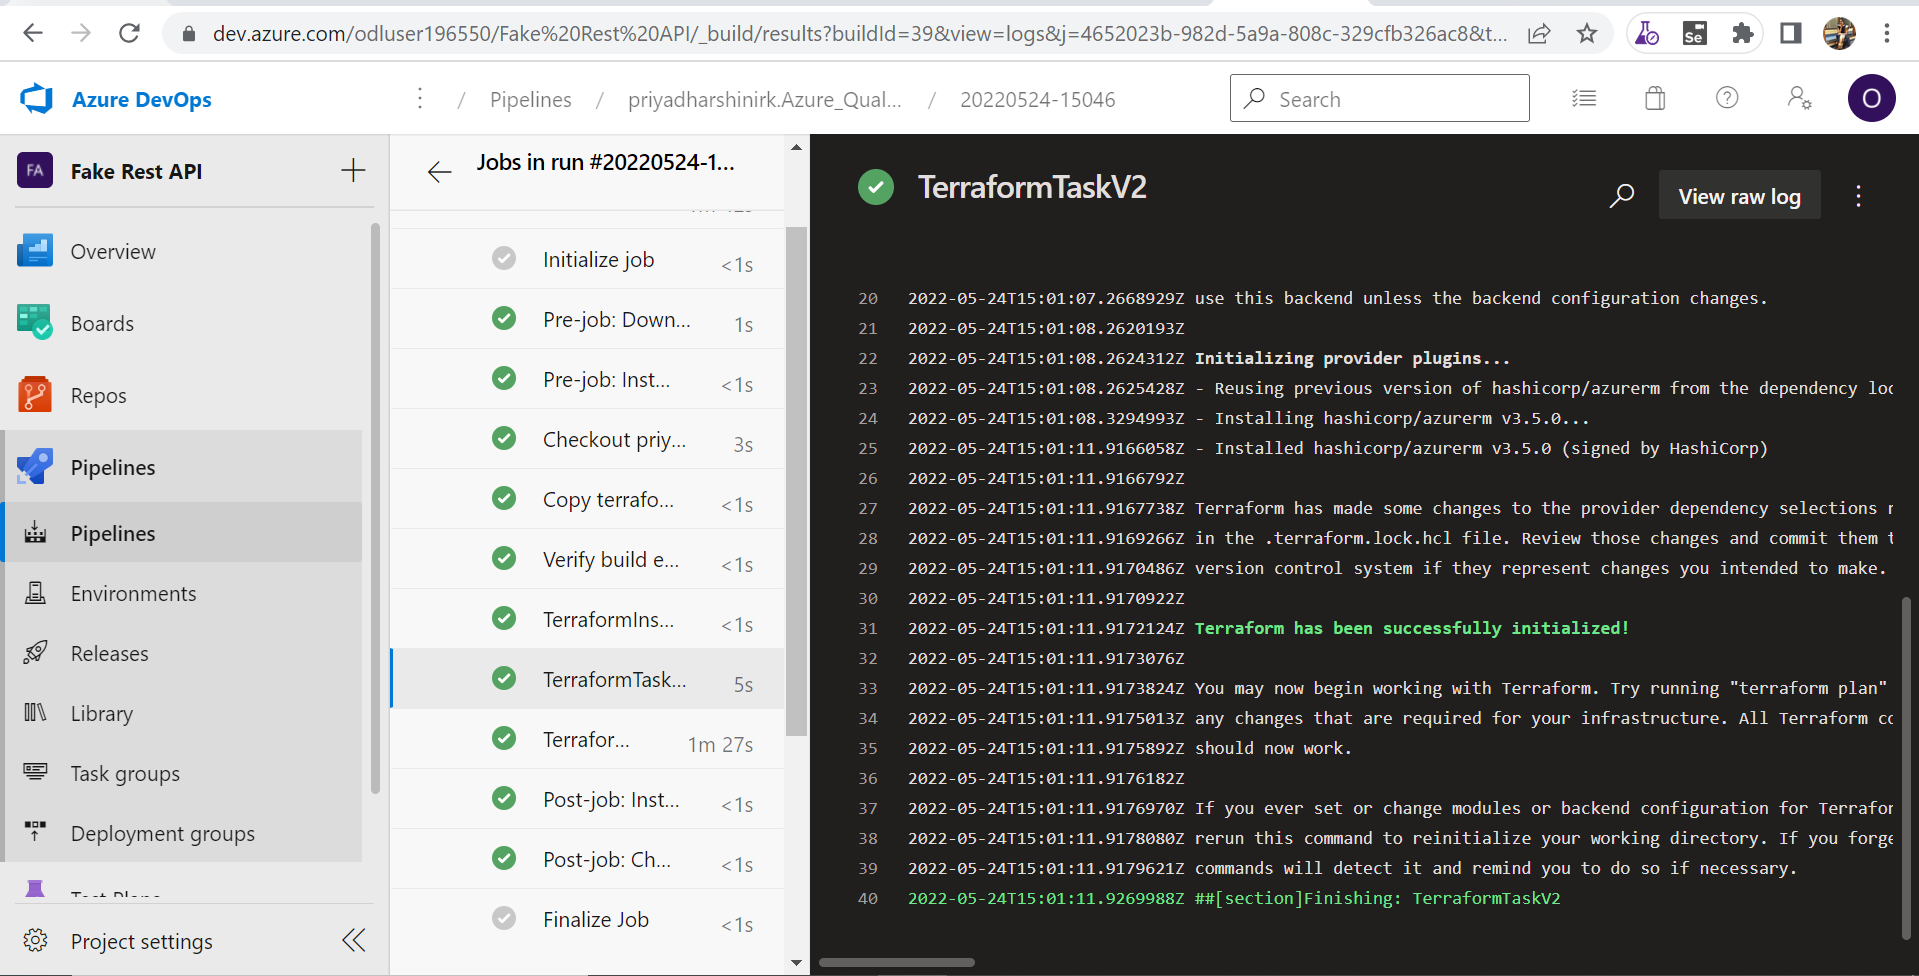 dev.azure.com/odluser196550/Fake%20Rest%20API/_build/results?buildId=39&view=logs&j=4652023b-982d-5a9a-808c-329cfb326ac8&t...
Se
Azure DevOps
/ Pipelines / priyadharshinirk.Azure_Qual... / 20220524-15046
Search
O
FA
Fake Rest API
Overview
Boards
Repos
Pipelines
Pipelines
Environments
Releases
Library
Task groups
Deployment groups
Project settings
Jobs in run #20220524-1...
Initialize job <1s
Pre-job: Down... 1s
Pre-job: Inst... <1s
Checkout priy... 3s
Copy terrafo... <1s
Verify build e... <1s
TerraformIns... <1s
TerraformTask... 5s
Terrafor... 1m 27s
Post-job: Inst... <1s
Post-job: Ch... <1s
Finalize Job <1s
TerraformTaskV2
View raw log
20 2022-05-24T15:01:07.2668929Z use this backend unless the backend configuration changes.
21 2022-05-24T15:01:08.2620193Z
22 2022-05-24T15:01:08.2624312Z Initializing provider plugins...
23 2022-05-24T15:01:08.2625428Z - Reusing previous version of hashicorp/azurerm from the dependency loc
24 2022-05-24T15:01:08.3294993Z - Installing hashicorp/azurerm v3.5.0...
25 2022-05-24T15:01:11.9166058Z - Installed hashicorp/azurerm v3.5.0 (signed by HashiCorp)
26 2022-05-24T15:01:11.9166792Z
27 2022-05-24T15:01:11.9167738Z Terraform has made some changes to the provider dependency selections
28 2022-05-24T15:01:11.9169266Z in the .terraform.lock.hcl file. Review those changes and commit them
29 2022-05-24T15:01:11.9170486Z version control system if they represent changes you intended to make.
30 2022-05-24T15:01:11.9170922Z
31 2022-05-24T15:01:11.9172124Z Terraform has been successfully initialized!
32 2022-05-24T15:01:11.9173076Z
33 2022-05-24T15:01:11.9173824Z You may now begin working with Terraform. Try running "terraform plan"
34 2022-05-24T15:01:11.9175013Z any changes that are required for your infrastructure. All Terraform co
35 2022-05-24T15:01:11.9175892Z should now work.
36 2022-05-24T15:01:11.9176182Z
37 2022-05-24T15:01:11.9176970Z If you ever set or change modules or backend configuration for Terrafor
38 2022-05-24T15:01:11.9178080Z rerun this command to reinitialize your working directory. If you forge
39 2022-05-24T15:01:11.9179621Z commands will detect it and remind you to do so if necessary.
40 2022-05-24T15:01:11.9269988Z ##[section]Finishing: TerraformTaskV2